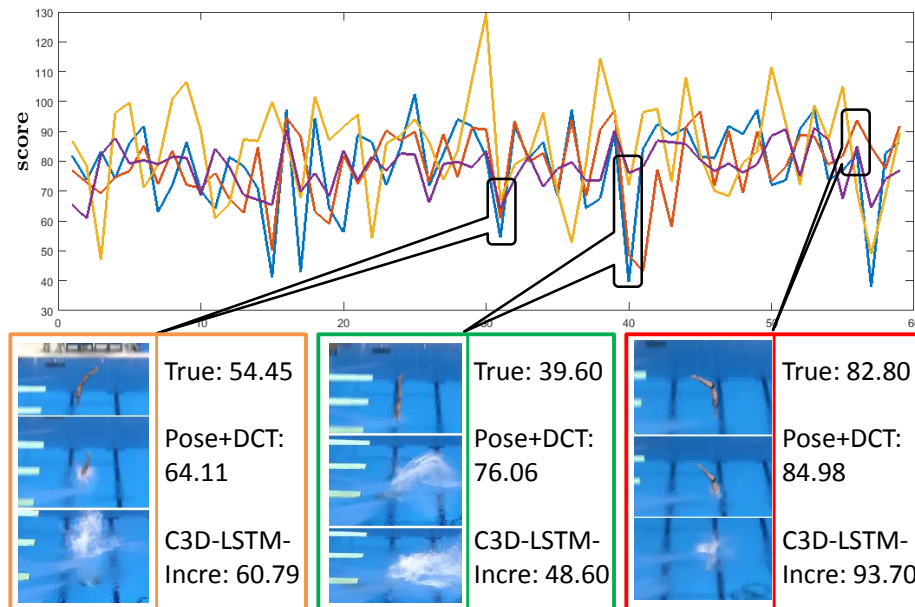 130
120
110
100
90
80
70
60
50
40
30
score
0
10
20
30
40
50
60
True: 54.45
Pose+DCT:
64.11
C3D-LSTM-
Incre: 60.79
True: 39.60
Pose+DCT:
76.06
C3D-LSTM-
Incre: 48.60
True: 82.80
Pose+DCT:
84.98
C3D-LSTM-
Incre: 93.70